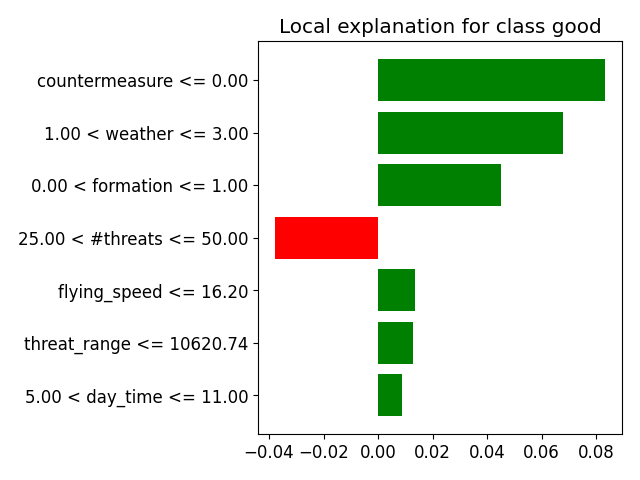 Local explanation for class good
countermeasure <= 0.00
1.00 < weather <= 3.00
0.00 < formation <= 1.00
25.00 < #threats <= 50.00
flying_speed <= 16.20
threat_range <= 10620.74
5.00 < day_time <= 11.00
−0.04 −0.02 0.00 0.02 0.04 0.06 0.08